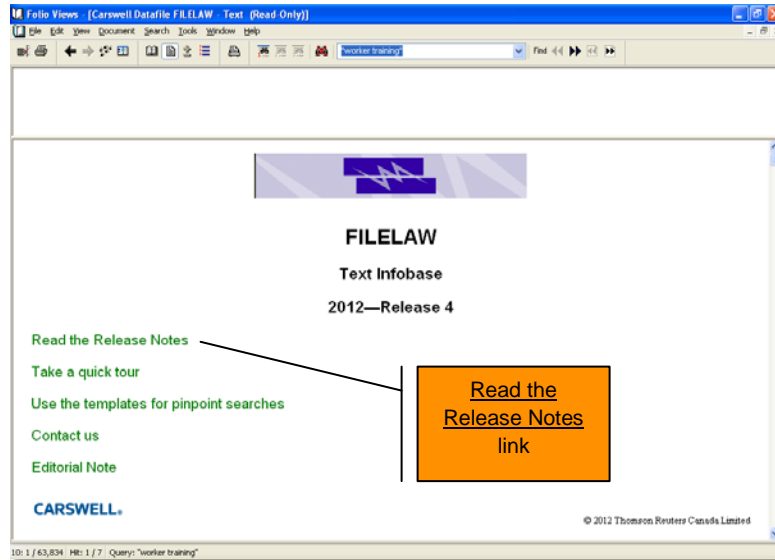 Folio Views - [Carswell Datafile FILELAW - Text (Read-Only)]
File Edit View Document Search Tools Window Help
"worker training" Find
FILELAW
Text Infobase
2012—Release 4
Read the Release Notes
Take a quick tour
Use the templates for pinpoint searches
Contact us
Editorial Note
Read the
Release Notes
link
CARSWELL®
© 2012 Thomson Reuters Canada Limited
10: 1 / 63,834 Hit: 1 / 7 Query: "worker training"